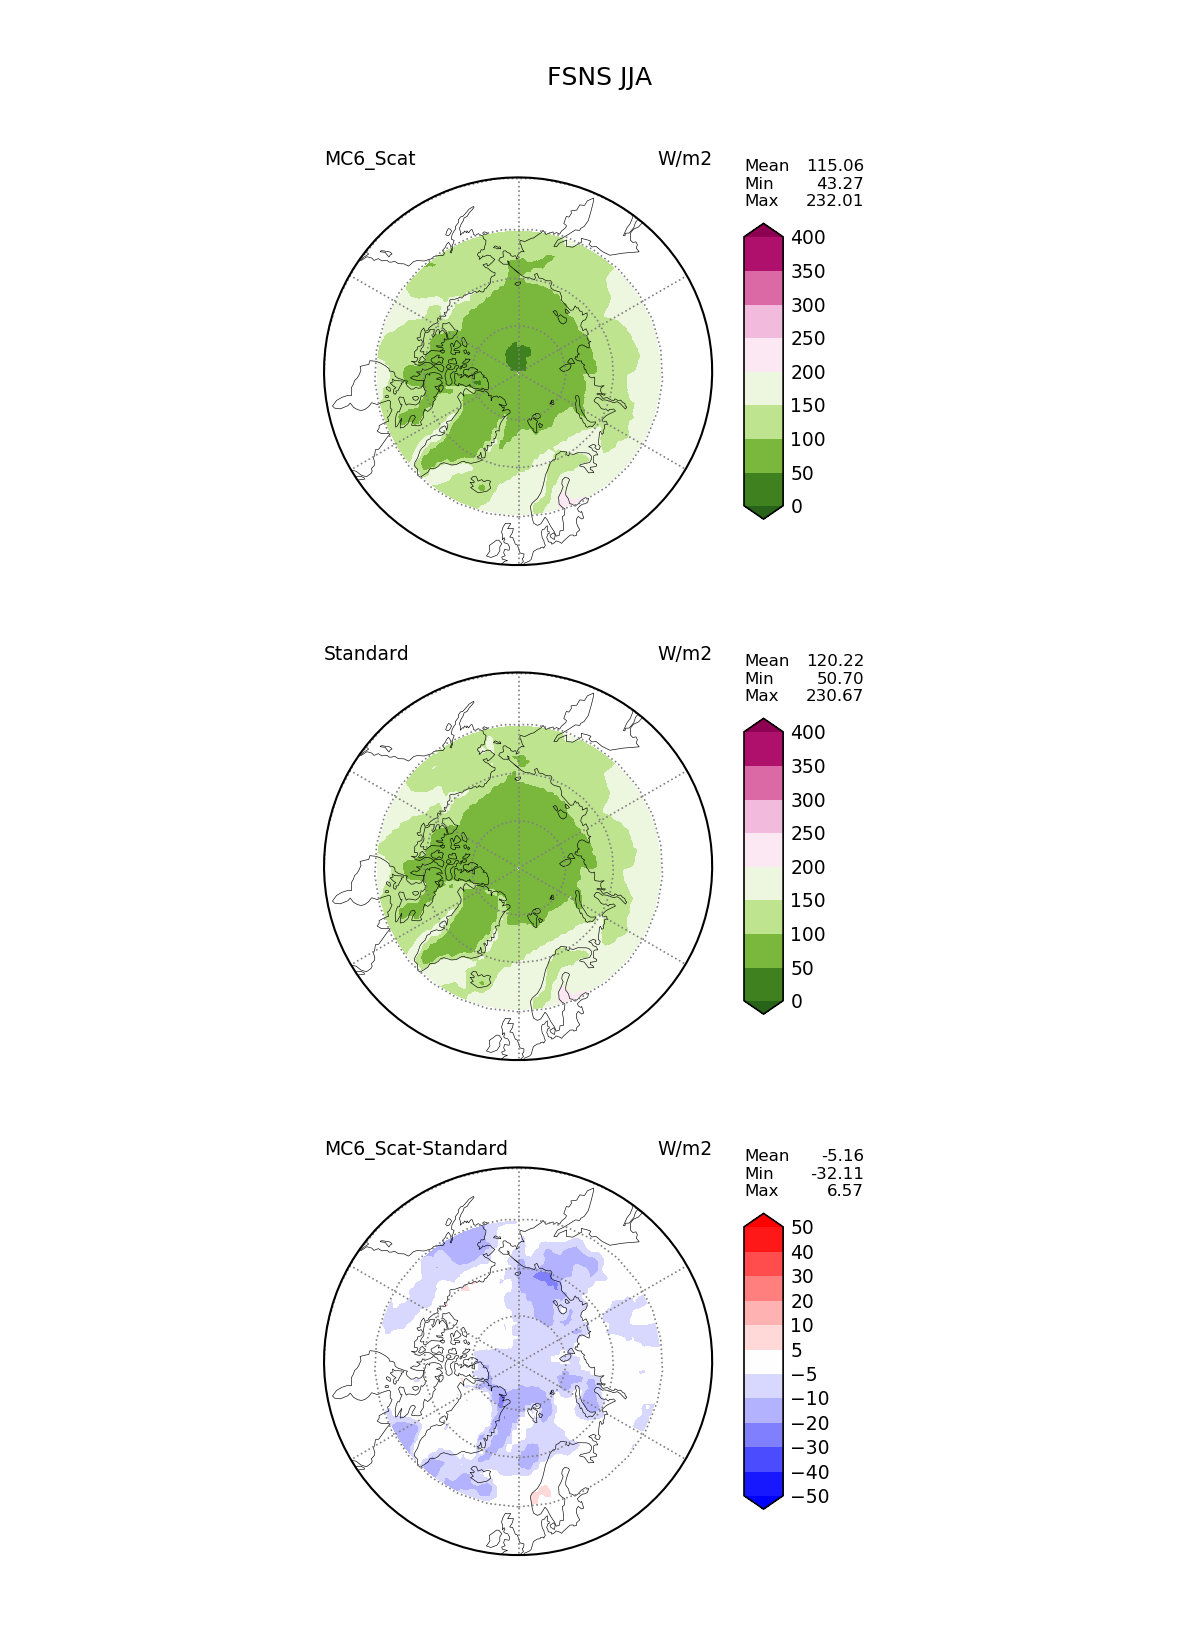 FSNS JJA
MC6_Scat W/m2
Mean 115.06
Min 43.27
Max 232.01
400
350
300
250
200
150
100
50
0
Standard W/m2
Mean 120.22
Min 50.70
Max 230.67
400
350
300
250
200
150
100
50
0
MC6_Scat-Standard W/m2
Mean -5.16
Min -32.11
Max 6.57
50
40
30
20
10
5
−5
−10
−20
−30
−40
−50